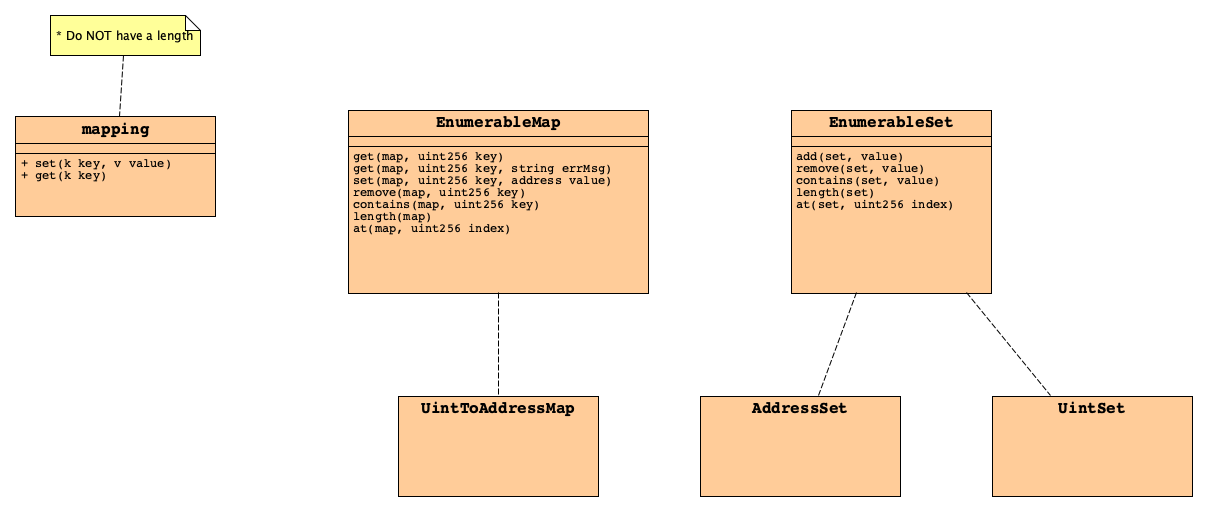 * Do NOT have a length
mapping
+ set(k key, v value)
+ get(k key)
EnumerableMap
get(map, uint256 key)
get(map, uint256 key, string errMsg)
set(map, uint256 key, address value)
remove(map, uint256 key)
contains(map, uint256 key)
length(map)
at(map, uint256 index)
EnumerableSet
add(set, value)
remove(set, value)
contains(set, value)
length(set)
at(set, uint256 index)
UintToAddressMap
AddressSet
UintSet